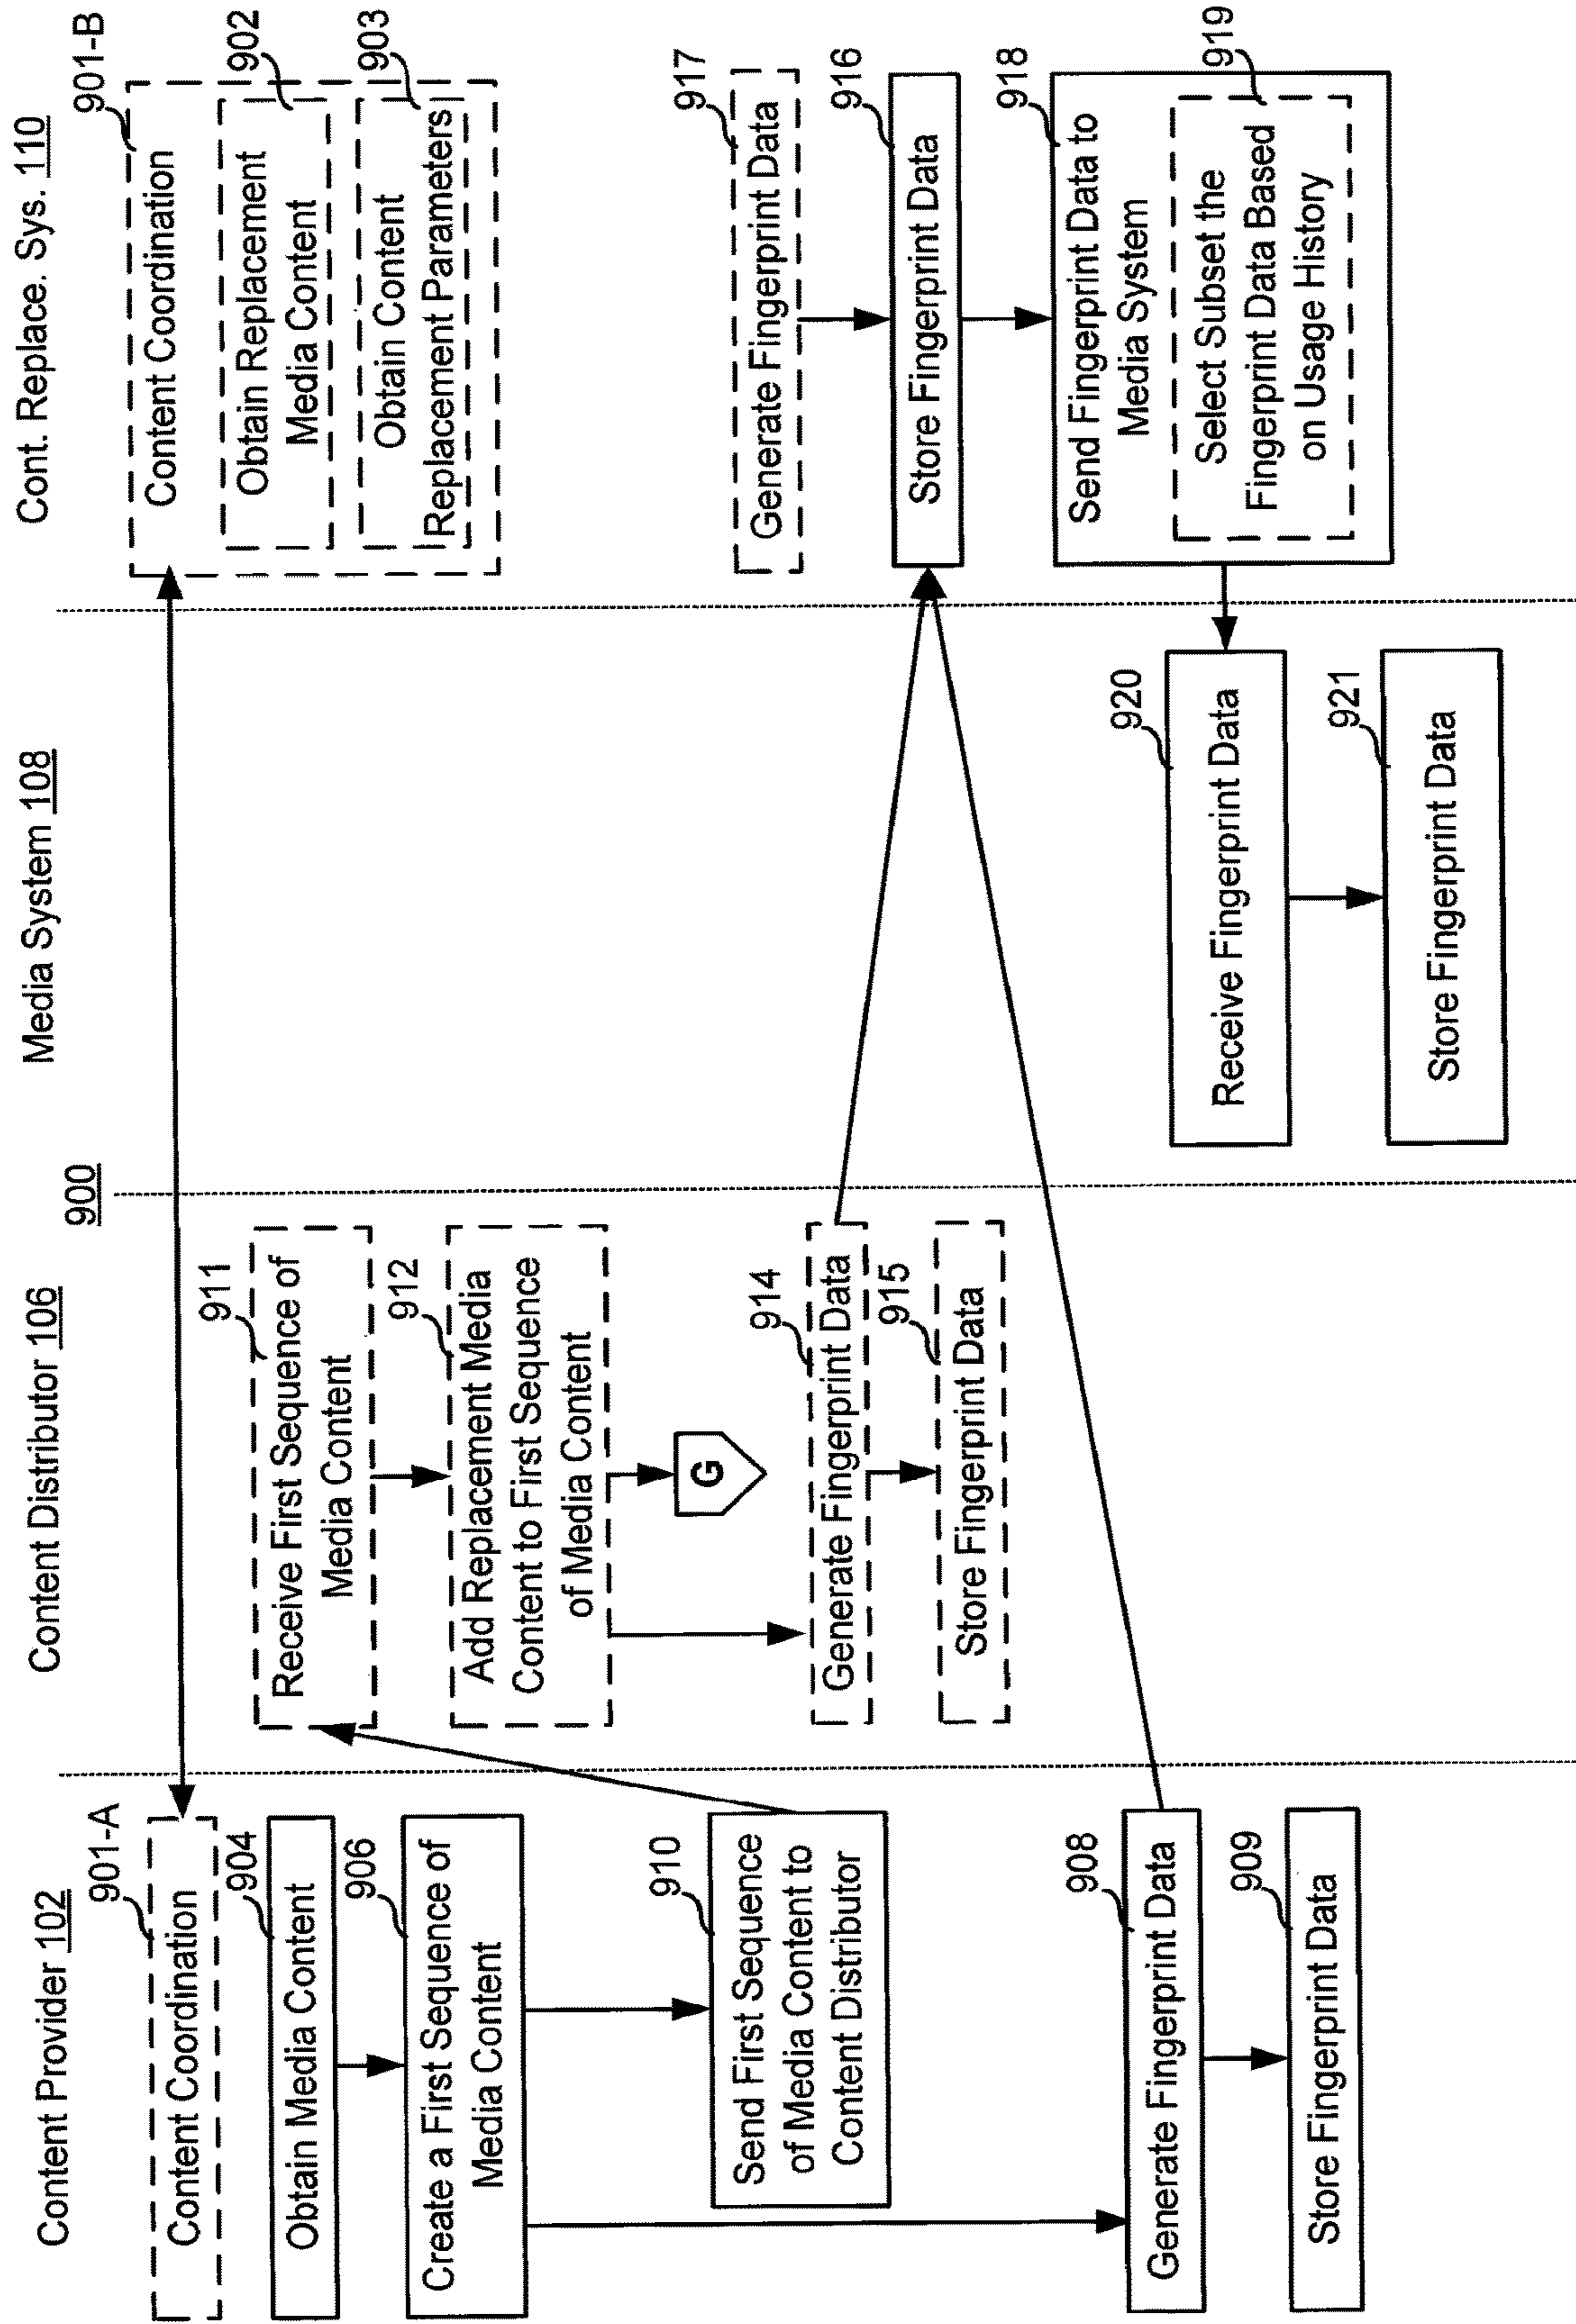 900
Content Provider 102
901-A
Content Coordination
904
Obtain Media Content
906
Create a First Sequence of
Media Content
910
Send First Sequence
of Media Content to
Content Distributor
908
Generate Fingerprint Data
909
Store Fingerprint Data
Content Distributor 106
911
Receive First Sequence of
Media Content
912
Add Replacement Media
Content to First Sequence
of Media Content
G
914
Generate Fingerprint Data
915
Store Fingerprint Data
Media System 108
920
Receive Fingerprint Data
921
Store Fingerprint Data
Cont. Replace. Sys. 110
901-B
Content Coordination
902
Obtain Replacement
Media Content
903
Obtain Content
Replacement Parameters
917
Generate Fingerprint Data
916
Store Fingerprint Data
918
Send Fingerprint Data to
Media System
919
Select Subset the
Fingerprint Data Based
on Usage History